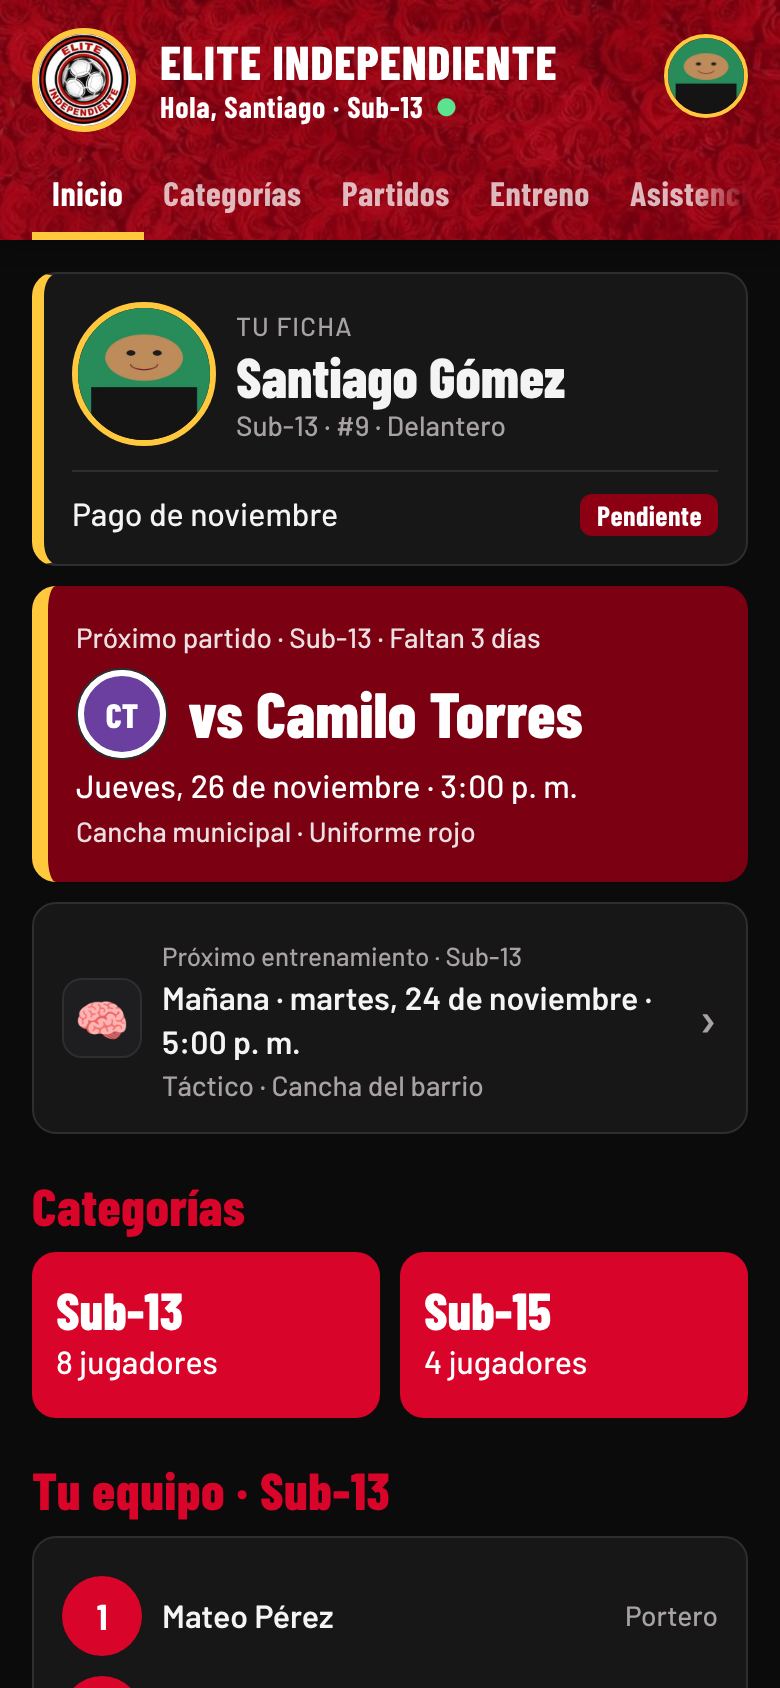 ELITE
INDEPENDIENTE
ELITE INDEPENDIENTE
Hola, Santiago · Sub-13
Inicio
Categorías
Partidos
Entreno
Asistenc
TU FICHA
Santiago Gómez
Sub-13 · #9 · Delantero
Pago de noviembre
Pendiente
Próximo partido · Sub-13 · Faltan 3 días
CT
vs Camilo Torres
Jueves, 26 de noviembre · 3:00 p. m.
Cancha municipal · Uniforme rojo
Próximo entrenamiento · Sub-13
Mañana · martes, 24 de noviembre ·
5:00 p. m.
Táctico · Cancha del barrio
›
Categorías
Sub-13
8 jugadores
Sub-15
4 jugadores
Tu equipo · Sub-13
1
Mateo Pérez
Portero